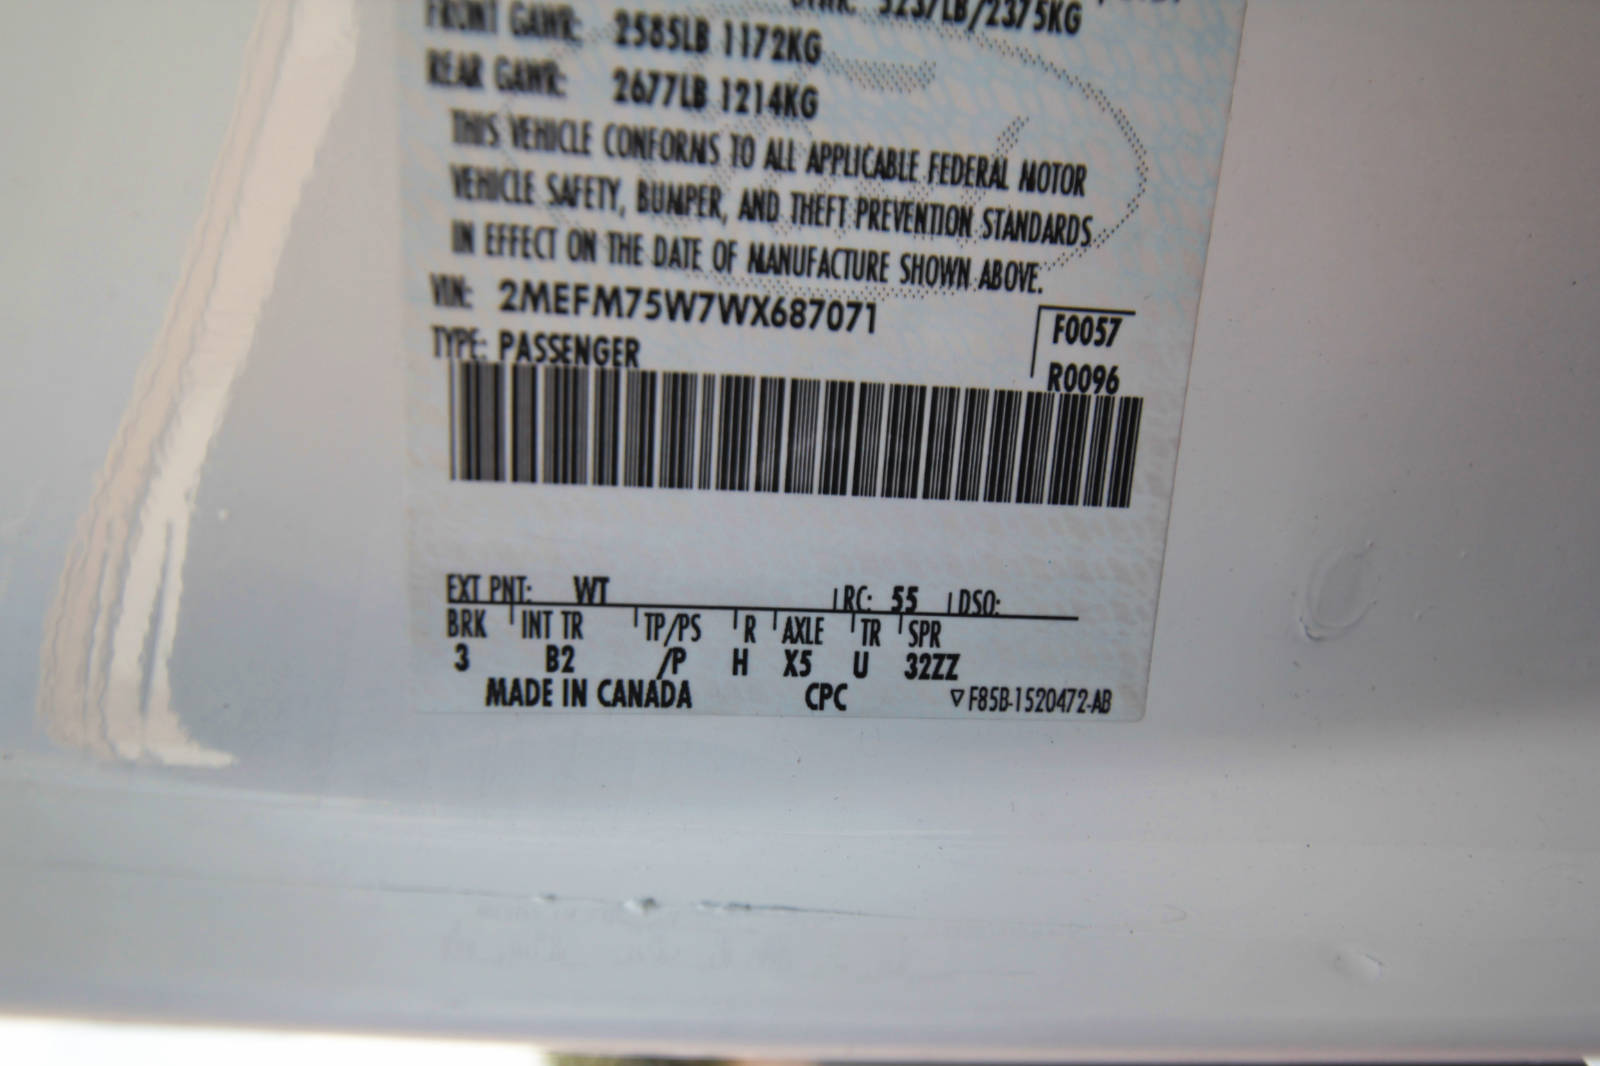 5237LB/2375KG
FRONT GAWR: 2585LB 1172KG
REAR GAWR: 2677LB 1214KG
THIS VEHICLE CONFORMS TO ALL APPLICABLE FEDERAL MOTOR
VEHICLE SAFETY, BUMPER, AND THEFT PREVENTION STANDARDS
IN EFFECT ON THE DATE OF MANUFACTURE SHOWN ABOVE.
VIN: 2MEFM75W7WX687071
F0057
TYPE: PASSENGER
R0096
EXT PNT: WT RC: 55 DSO:
BRK INT TR TP/PS R AXLE TR SPR
3 B2 /P H X5 U 32ZZ
MADE IN CANADA CPC ▽ F85B-1520472-AB